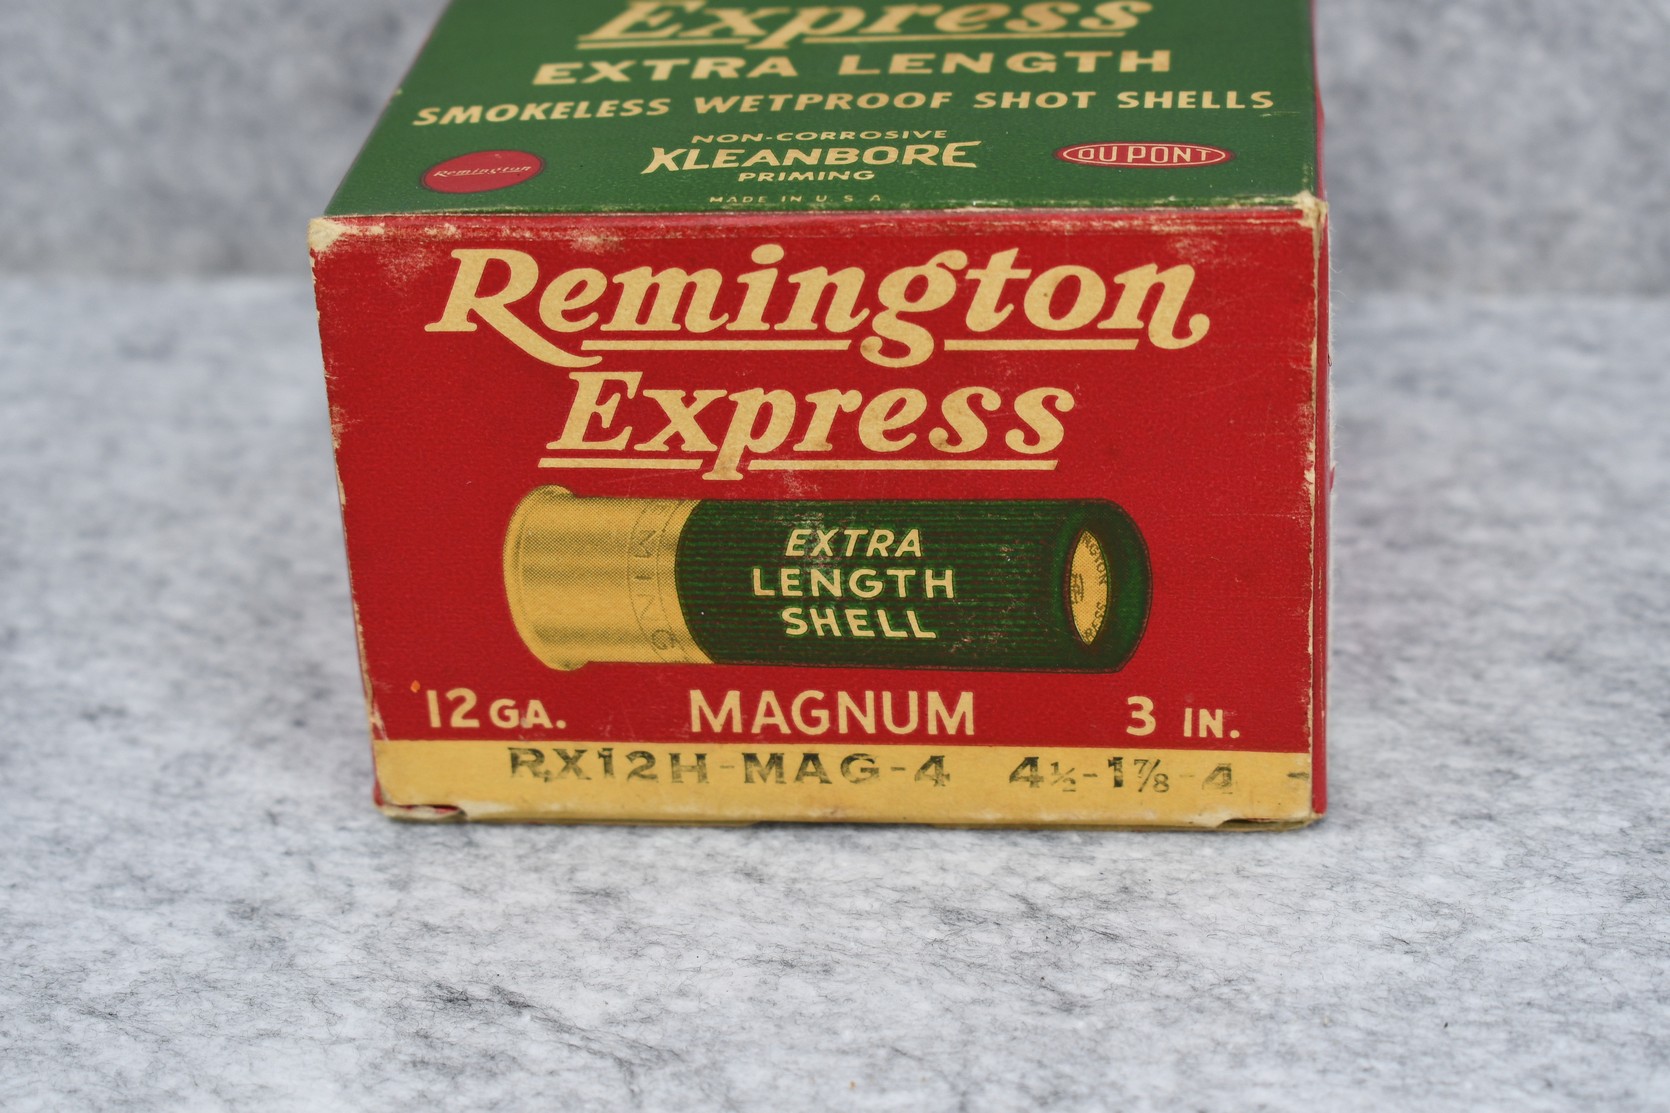 Express
EXTRA LENGTH
SMOKELESS WETPROOF SHOT SHELLS
NON-CORROSIVE
KLEANBORE
PRIMING
Remington
DU PONT
MADE IN U S A
Remington
Express
EXTRA
LENGTH
SHELL
12 GA. MAGNUM 3 IN.
RX12H-MAG-4 4½-1⅞-4 -